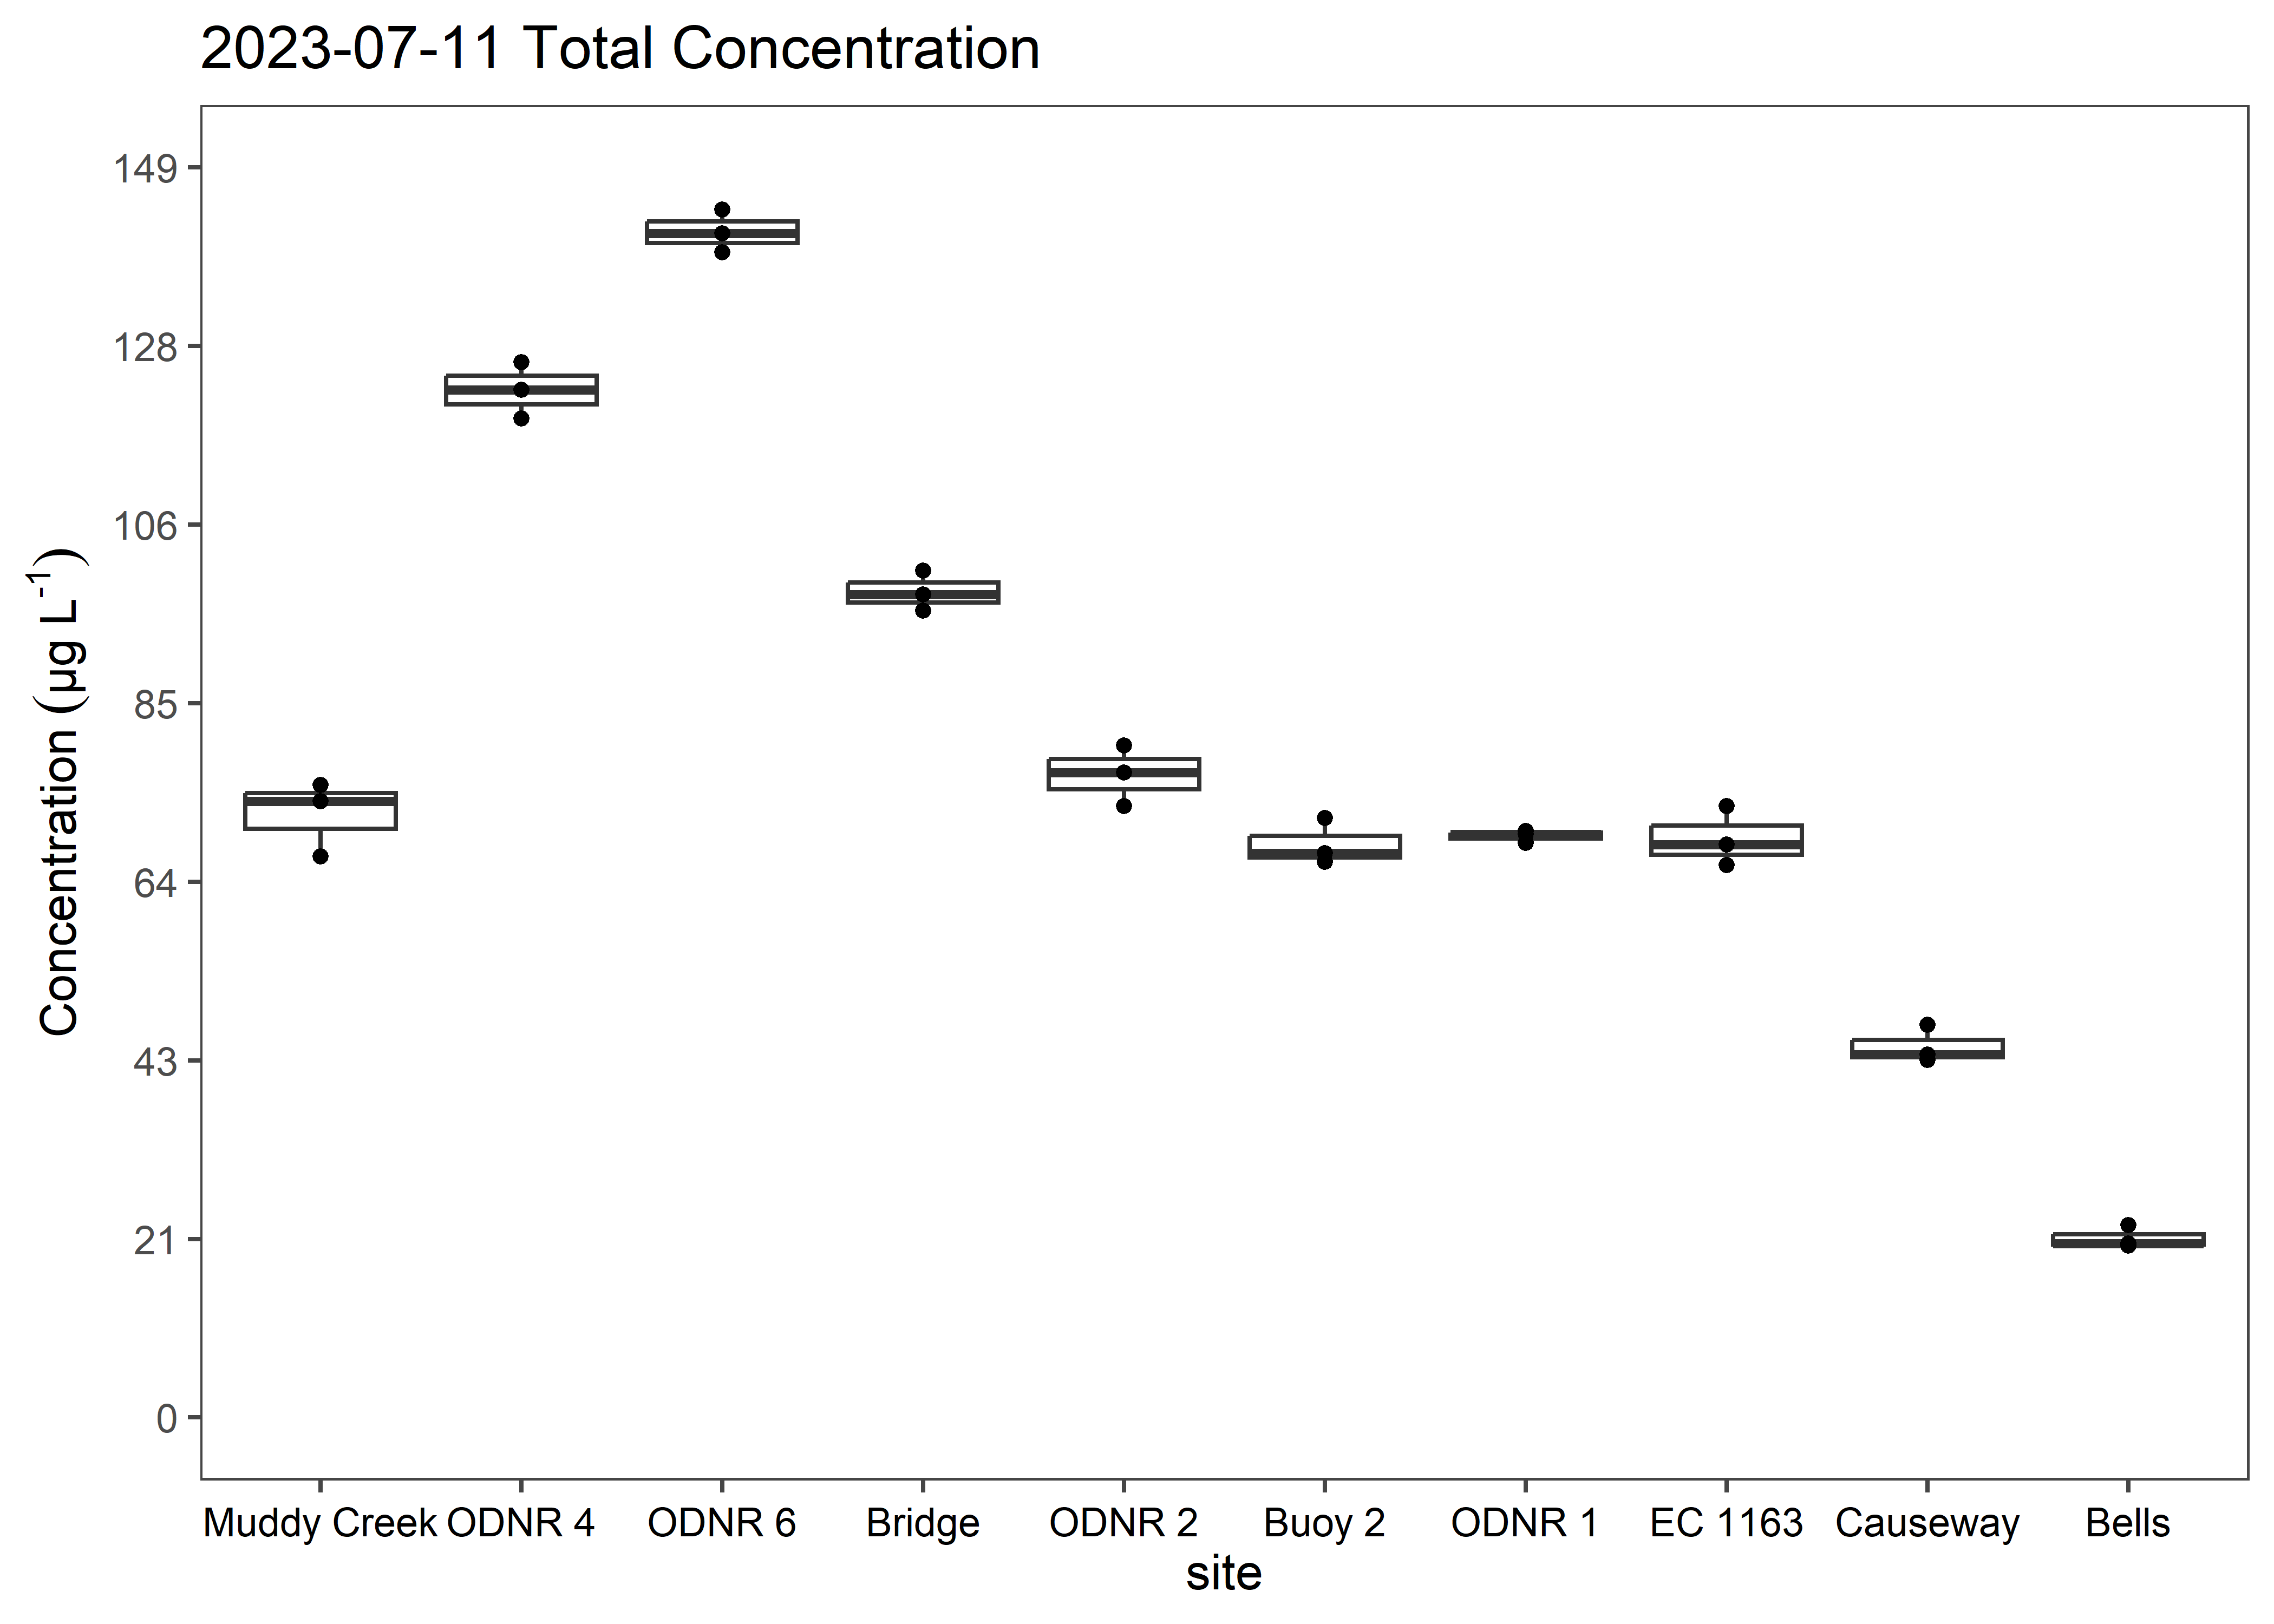 2023-07-11 Total Concentration
149
128
106
85
64
43
21
0
Concentration (µg L⁻¹)
Muddy Creek ODNR 4 ODNR 6 Bridge ODNR 2 Buoy 2 ODNR 1 EC 1163 Causeway Bells
site